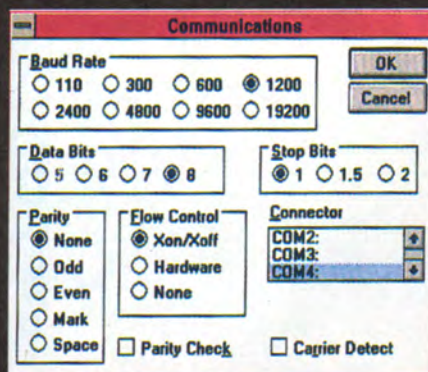 Communications
Baud Rate
110 300 600 1200
2400 4800 9600 19200
OK
Cancel
Data Bits
5 6 7 8
Stop Bits
1 1.5 2
Parity
None
Odd
Even
Mark
Space
Flow Control
Xon/Xoff
Hardware
None
Connector
COM2:
COM3:
COM4:
Parity Check
Carrier Detect